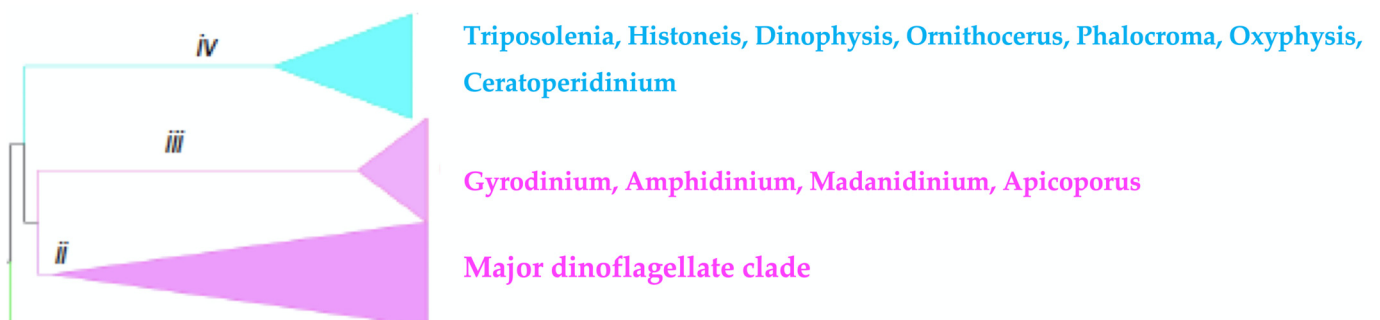 iv
Triposolenia, Histoneis, Dinophysis, Ornithocerus, Phalocroma, Oxyphysis,
Ceratoperidinium
iii
Gyrodinium, Amphidinium, Madanidinium, Apicoporus
ii
Major dinoflagellate clade